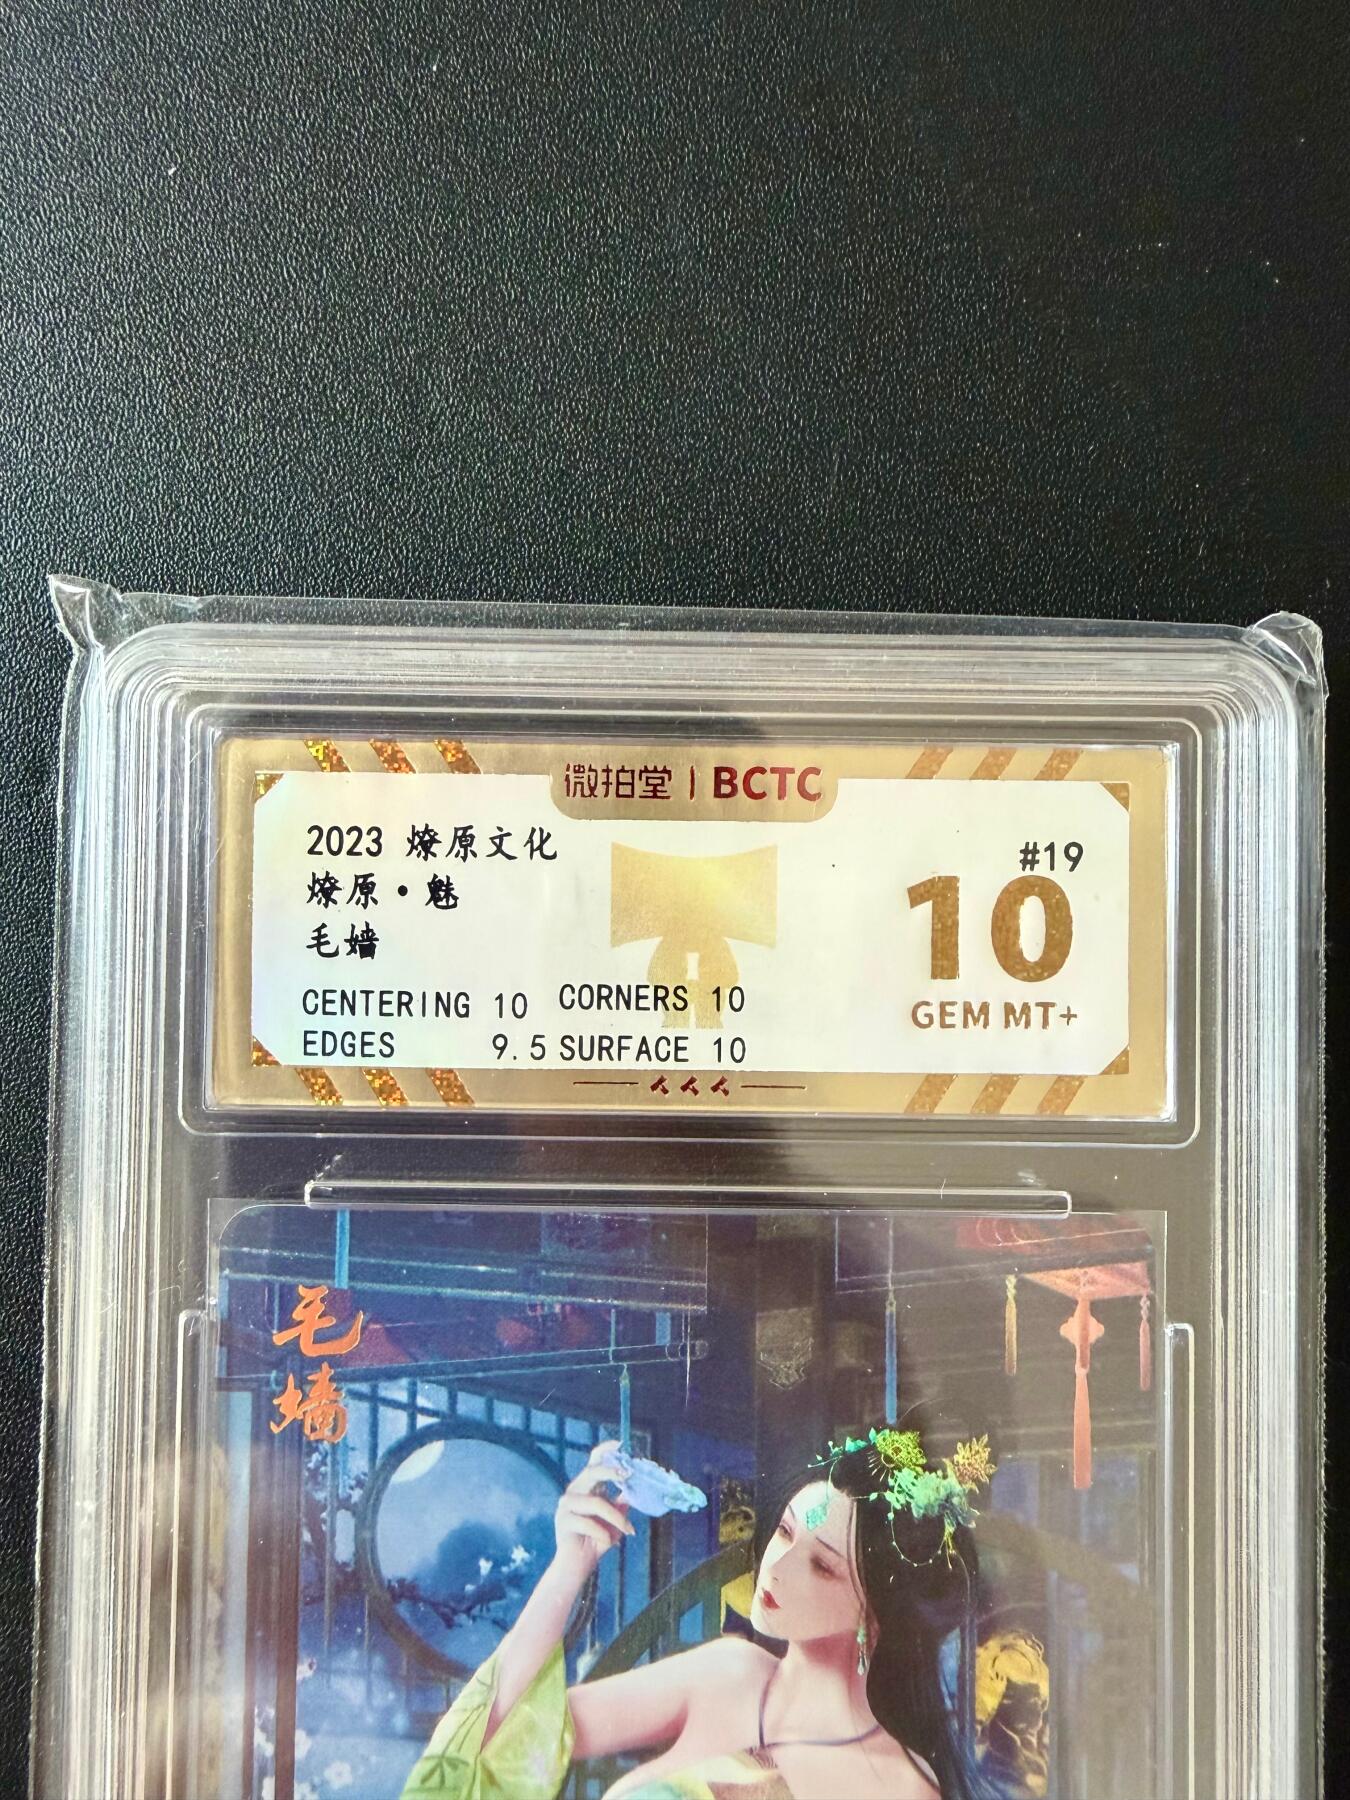 微拍堂 | BCTC
2023 燎原文化
#19
燎原·魅
毛嫱
10
GEM MT+
CENTERING 10 CORNERS 10
EDGES 9.5 SURFACE 10
毛
嫱